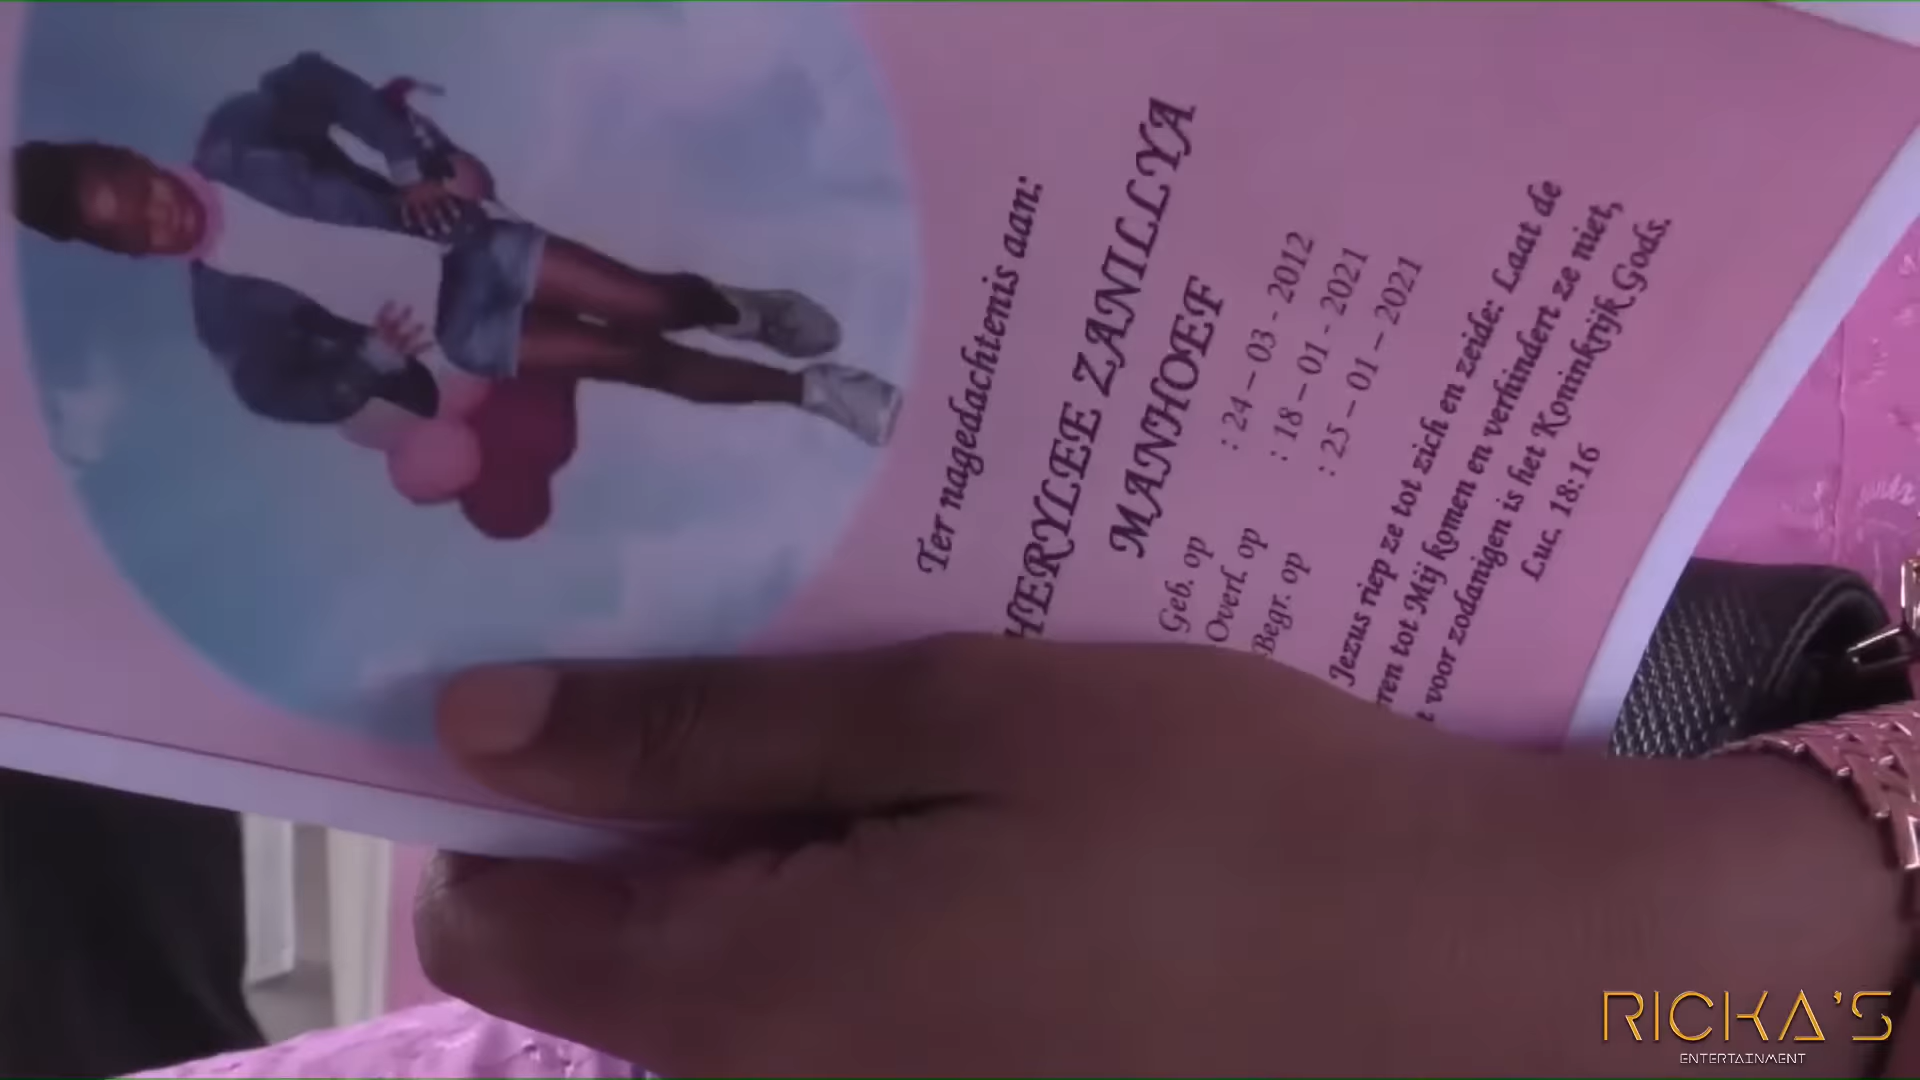 Ter nagedachtenis aan:
HERYLEE ZANILLYA
MANHOEF
Geb. op : 24 – 03 - 2012
Overl. op : 18 – 01 - 2021
Begr. op : 25 – 01 – 2021
Jezus riep ze tot zich en zeide: Laat de
ren tot Mij komen en verhindert ze niet,
t voor zodanigen is het Koninkrijk Gods.
Luc. 18:16
RICKA'S
ENTERTAINMENT